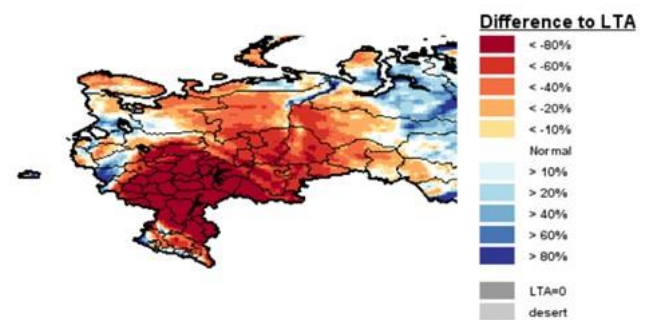 Difference to LTA
< -80%
< -60%
< -40%
< -20%
< -10%
Normal
> 10%
> 20%
> 40%
> 60%
> 80%
LTA=0
desert